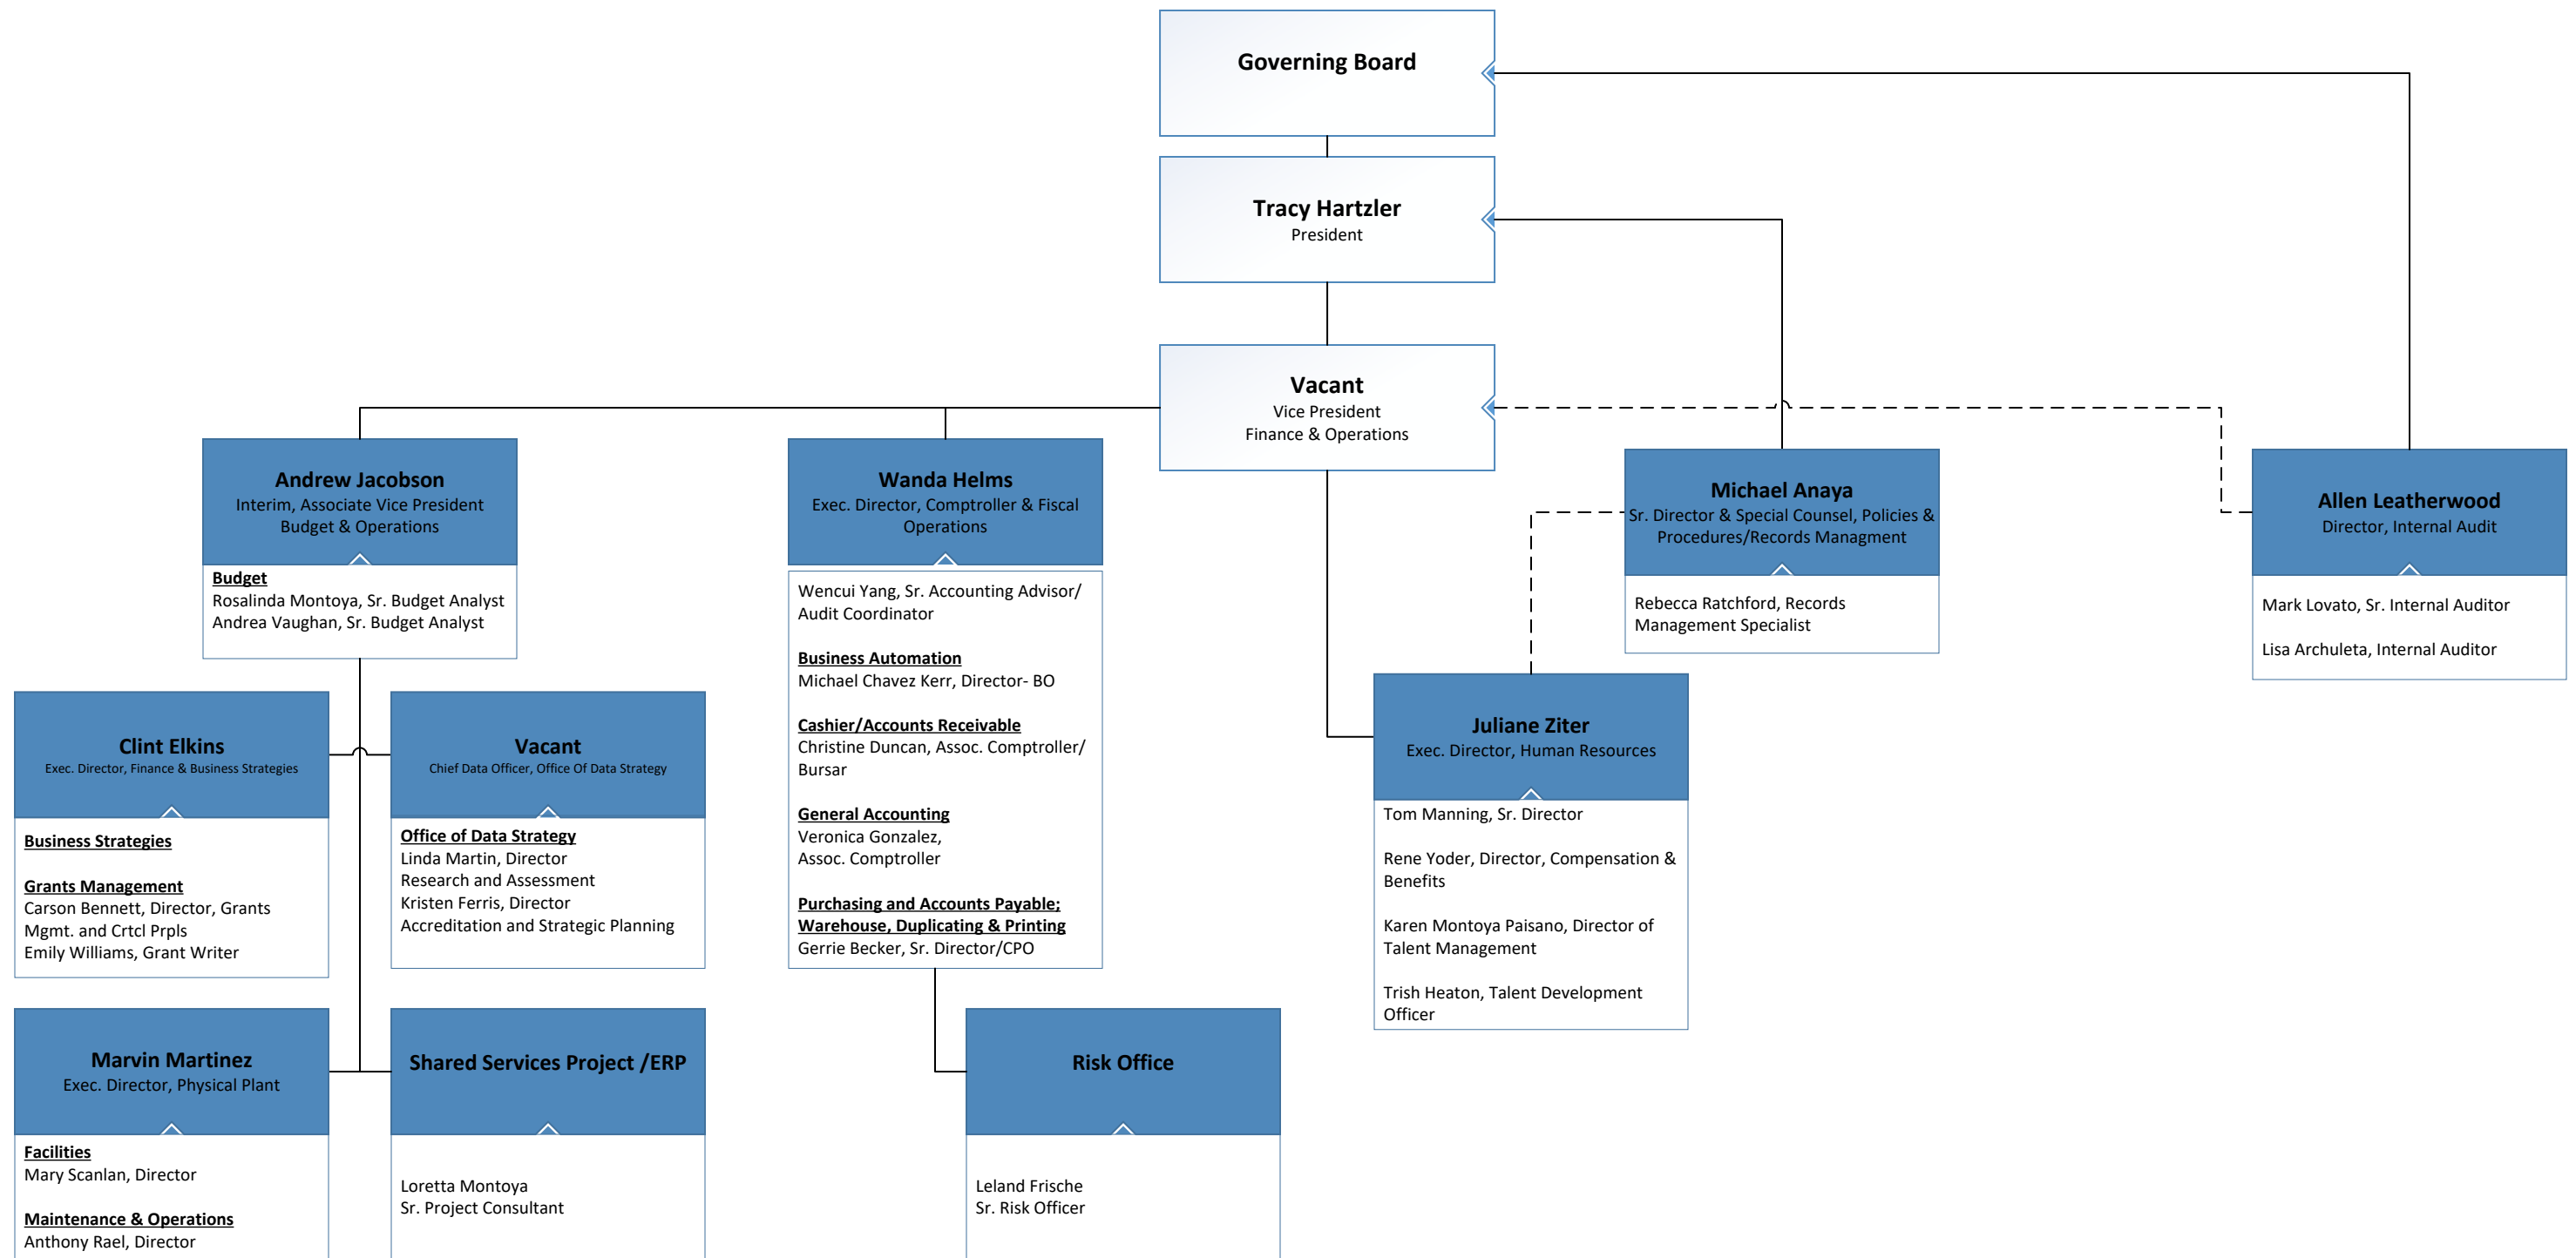 Governing Board
Tracy Hartzler
President
Vacant
Vice President
Finance & Operations
Andrew Jacobson
Interim, Associate Vice President
Budget & Operations
Budget
Rosalinda Montoya, Sr. Budget Analyst
Andrea Vaughan, Sr. Budget Analyst
Wanda Helms
Exec. Director, Comptroller & Fiscal
Operations
Wencui Yang, Sr. Accounting Advisor/
Audit Coordinator
Business Automation
Michael Chavez Kerr, Director- BO
Cashier/Accounts Receivable
Christine Duncan, Assoc. Comptroller/
Bursar
General Accounting
Veronica Gonzalez,
Assoc. Comptroller
Purchasing and Accounts Payable;
Warehouse, Duplicating & Printing
Gerrie Becker, Sr. Director/CPO
Michael Anaya
Sr. Director & Special Counsel, Policies &
Procedures/Records Managment
Rebecca Ratchford, Records
Management Specialist
Allen Leatherwood
Director, Internal Audit
Mark Lovato, Sr. Internal Auditor
Lisa Archuleta, Internal Auditor
Clint Elkins
Exec. Director, Finance & Business Strategies
Business Strategies
Grants Management
Carson Bennett, Director, Grants
Mgmt. and Crtcl Prpls
Emily Williams, Grant Writer
Vacant
Chief Data Officer, Office Of Data Strategy
Office of Data Strategy
Linda Martin, Director
Research and Assessment
Kristen Ferris, Director
Accreditation and Strategic Planning
Juliane Ziter
Exec. Director, Human Resources
Tom Manning, Sr. Director
Rene Yoder, Director, Compensation &
Benefits
Karen Montoya Paisano, Director of
Talent Management
Trish Heaton, Talent Development
Officer
Marvin Martinez
Exec. Director, Physical Plant
Facilities
Mary Scanlan, Director
Maintenance & Operations
Anthony Rael, Director
Shared Services Project /ERP
Loretta Montoya
Sr. Project Consultant
Risk Office
Leland Frische
Sr. Risk Officer